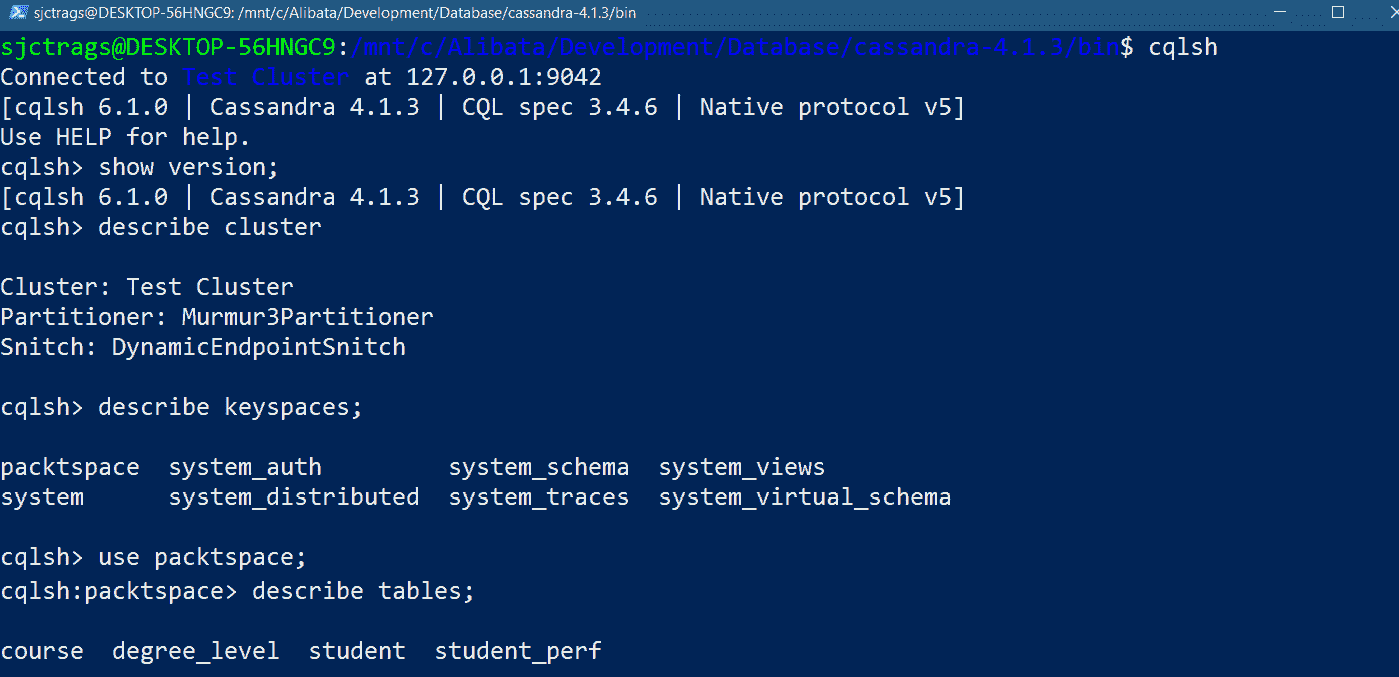 sjctrags@DESKTOP-56HNGC9: /mnt/c/Alibata/Development/Database/cassandra-4.1.3/bin
sjctrags@DESKTOP-56HNGC9:/mnt/c/Alibata/Development/Database/cassandra-4.1.3/bin$ cqlsh
Connected to Test Cluster at 127.0.0.1:9042
[cqlsh 6.1.0 | Cassandra 4.1.3 | CQL spec 3.4.6 | Native protocol v5]
Use HELP for help.
cqlsh> show version;
[cqlsh 6.1.0 | Cassandra 4.1.3 | CQL spec 3.4.6 | Native protocol v5]
cqlsh> describe cluster
Cluster: Test Cluster
Partitioner: Murmur3Partitioner
Snitch: DynamicEndpointSnitch
cqlsh> describe keyspaces;
packtspace  system_auth         system_schema  system_views
system      system_distributed  system_traces  system_virtual_schema
cqlsh> use packtspace;
cqlsh:packtspace> describe tables;
course  degree_level  student  student_perf